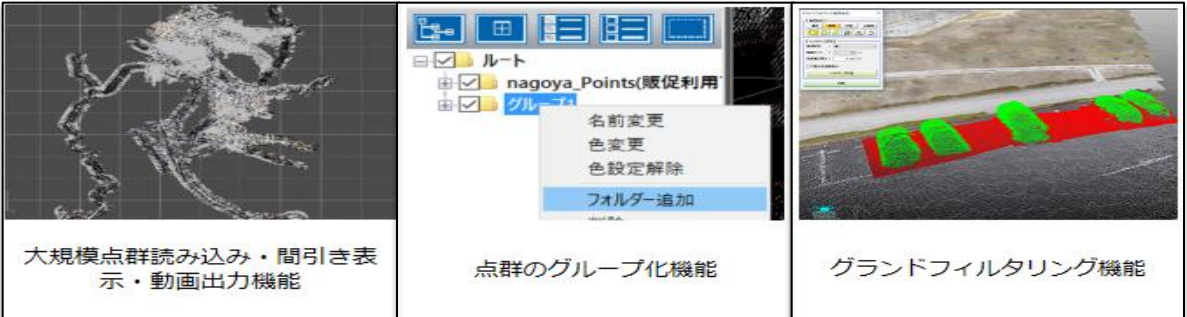 ルート
nagoya_Points(販促利用
グループ1
名前変更
色変更
色設定解除
フォルダー追加
大規模点群読み込み・間引き表
示・動画出力機能
点群のグループ化機能
グランドフィルタリング機能